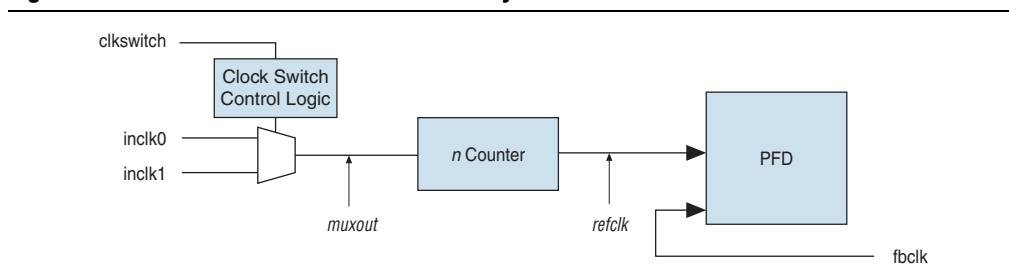 clkswitch
Clock Switch
Control Logic
inclk0
inclk1
n Counter
PFD
muxout
refclk
fbclk